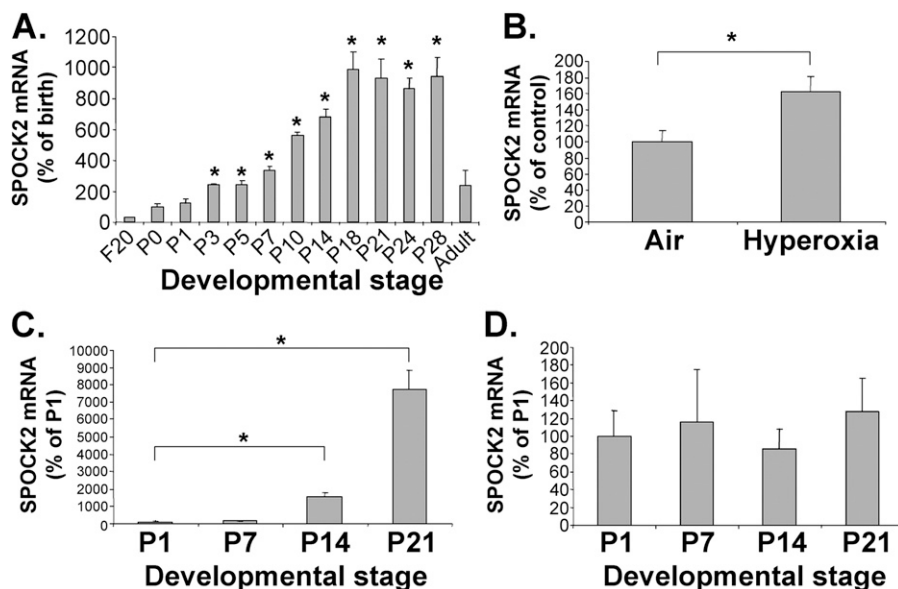 A.
SPOCK2 mRNA
(% of birth)
1200
1000
800
600
400
200
0
* * * * * * * * *
F20 P0 P1 P3 P5 P7 P10 P14 P18 P21 P24 P28 Adult
Developmental stage
B.
SPOCK2 mRNA
(% of control)
200
180
160
140
120
100
80
60
40
20
0
*
Air Hyperoxia
C.
SPOCK2 mRNA
(% of P1)
10000
9000
8000
7000
6000
5000
4000
3000
2000
1000
0
*
*
P1 P7 P14 P21
Developmental stage
D.
SPOCK2 mRNA
(% of P1)
200
180
160
140
120
100
80
60
40
20
0
P1 P7 P14 P21
Developmental stage